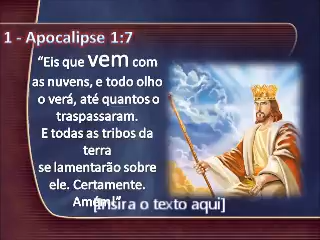 1 - Apocalipse 1:7
“Eis que vem com
as nuvens, e todo olho
o verá, até quantos o
traspassaram.
E todas as tribos da
terra
se lamentarão sobre
ele. Certamente.
Amém!”
[Insira o texto aqui]